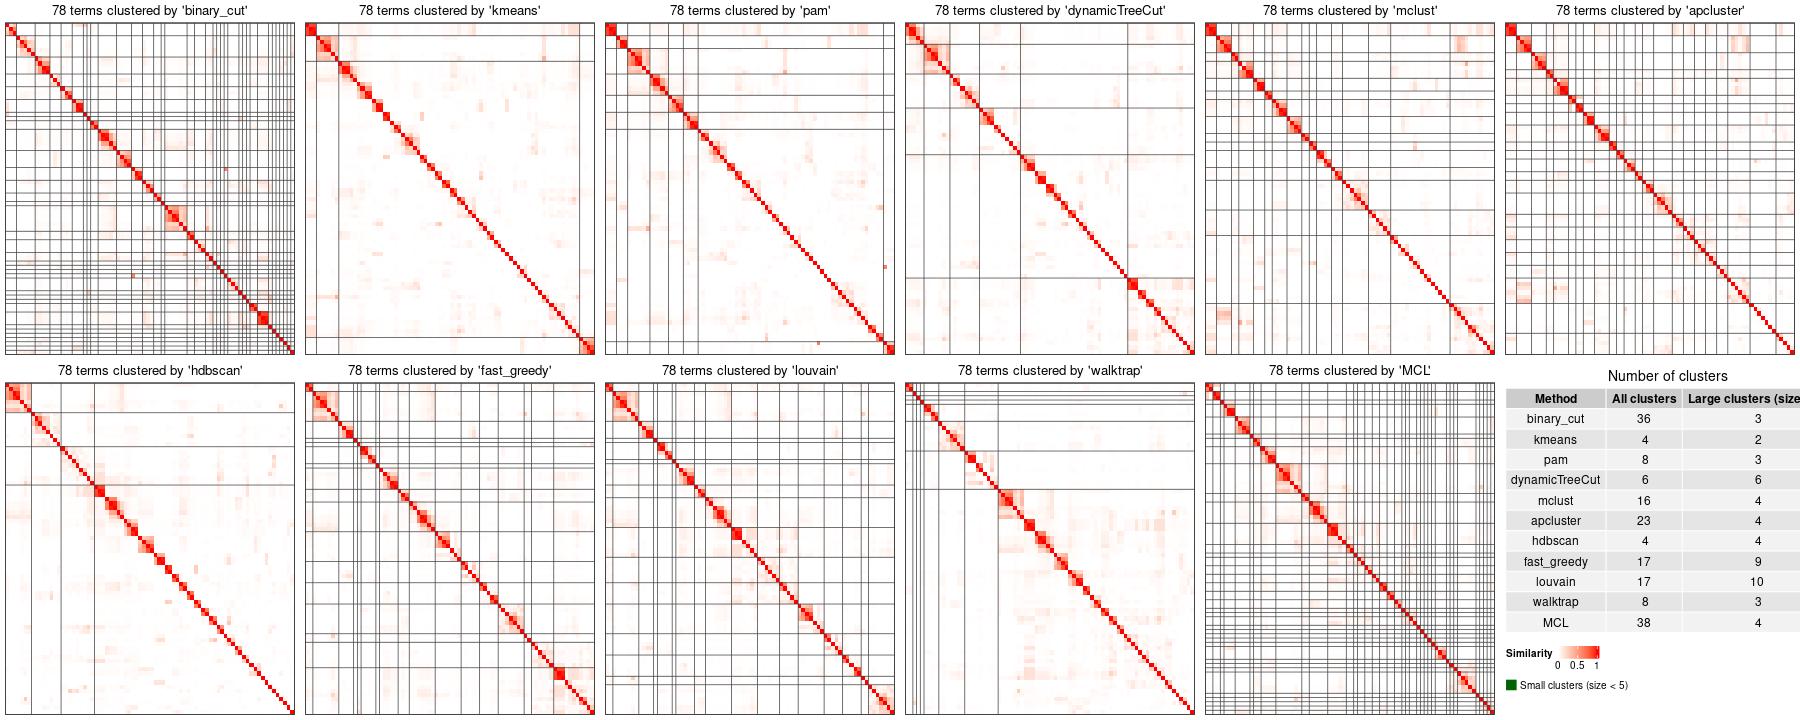 78 terms clustered by 'binary_cut'
78 terms clustered by 'kmeans'
78 terms clustered by 'pam'
78 terms clustered by 'dynamicTreeCut'
78 terms clustered by 'mclust'
78 terms clustered by 'apcluster'
78 terms clustered by 'hdbscan'
78 terms clustered by 'fast_greedy'
78 terms clustered by 'louvain'
78 terms clustered by 'walktrap'
78 terms clustered by 'MCL'
Number of clusters
Method All clusters Large clusters (size
binary_cut 36 3
kmeans 4 2
pam 8 3
dynamicTreeCut 6 6
mclust 16 4
apcluster 23 4
hdbscan 4 4
fast_greedy 17 9
louvain 17 10
walktrap 8 3
MCL 38 4
Similarity
0 0.5 1
Small clusters (size < 5)